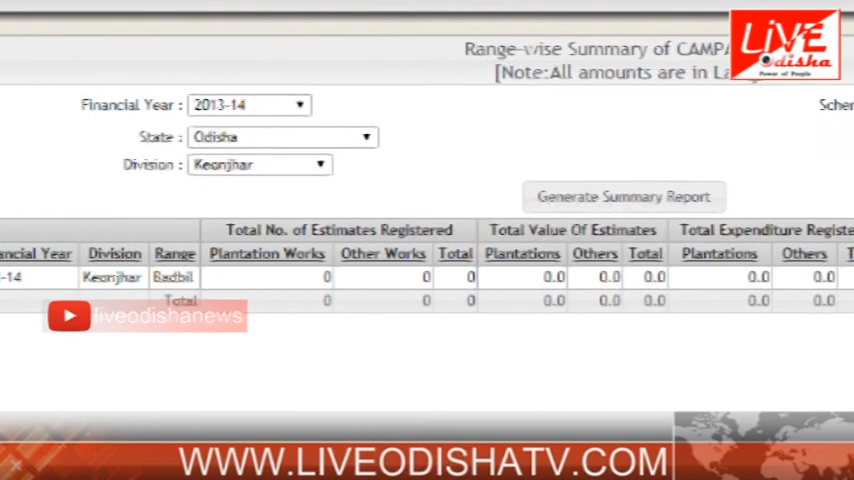 Range-wise Summary of CAMPA
[Note:All amounts are in La
LiVE
Odisha
Power of People
Financial Year : 2013-14
Schem
State : Odisha
Division : Keonjhar
Generate Summary Report
Total No. of Estimates Registered Total Value Of Estimates Total Expenditure Registe
ancial Year Division Range Plantation Works Other Works Total Plantations Others Total Plantations Others T
-14 Keonjhar Badbil 0 0 0 0.0 0.0 0.0 0.0 0.0
Total 0 0 0 0.0 0.0 0.0 0.0 0.0
liveodishanews
WWW.LIVEODISHATV.COM